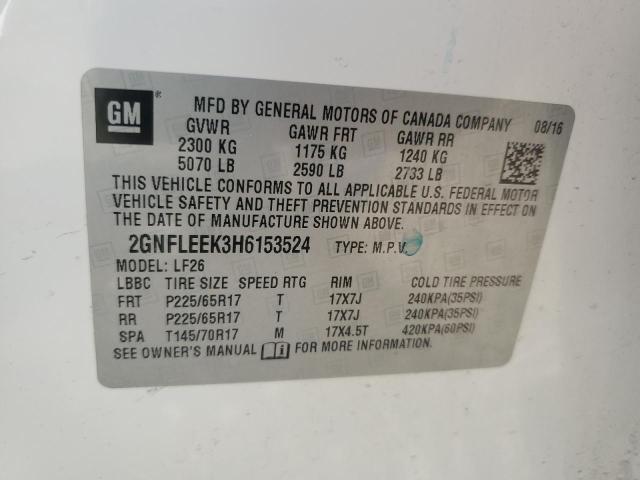 GM
MFD BY GENERAL MOTORS OF CANADA COMPANY 08/16
GVWR GAWR FRT GAWR RR
2300 KG 1175 KG 1240 KG
5070 LB 2590 LB 2733 LB
THIS VEHICLE CONFORMS TO ALL APPLICABLE U.S. FEDERAL MOTOR
VEHICLE SAFETY AND THEFT PREVENTION STANDARDS IN EFFECT ON
THE DATE OF MANUFACTURE SHOWN ABOVE.
2GNFLEEK3H6153524 TYPE: M.P.V.
MODEL: LF26
LBBC TIRE SIZE SPEED RTG RIM COLD TIRE PRESSURE
FRT P225/65R17 T 17X7J 240KPA(35PSI)
RR P225/65R17 T 17X7J 240KPA(35PSI)
SPA T145/70R17 M 17X4.5T 420KPA(60PSI)
SEE OWNER'S MANUAL FOR MORE INFORMATION.